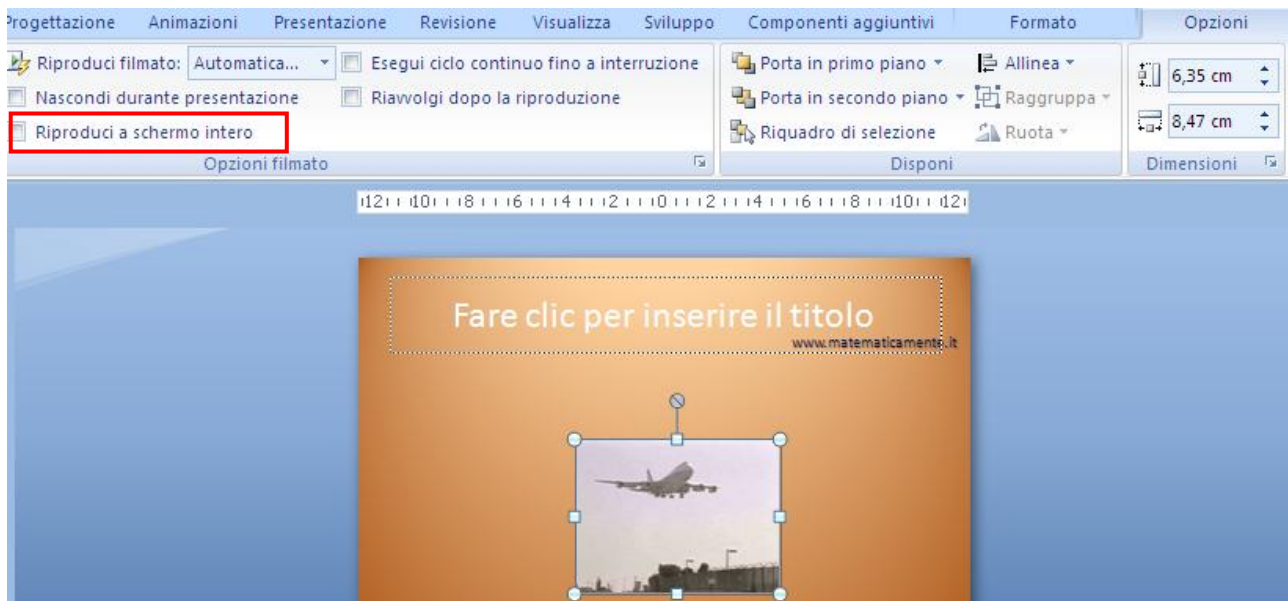 Progettazione Animazioni Presentazione Revisione Visualizza Sviluppo Componenti aggiuntivi Formato Opzioni
Riproduci filmato: Automatica... Esegui ciclo continuo fino a interruzione Porta in primo piano Allinea 6,35 cm
Nascondi durante presentazione Riavvolgi dopo la riproduzione Porta in secondo piano Raggruppa
Riproduci a schermo intero Riquadro di selezione Ruota 8,47 cm
Opzioni filmato Disponi Dimensioni
12 10 8 6 4 2 0 2 4 6 8 10 12
Fare clic per inserire il titolo
www.matematicamente.it